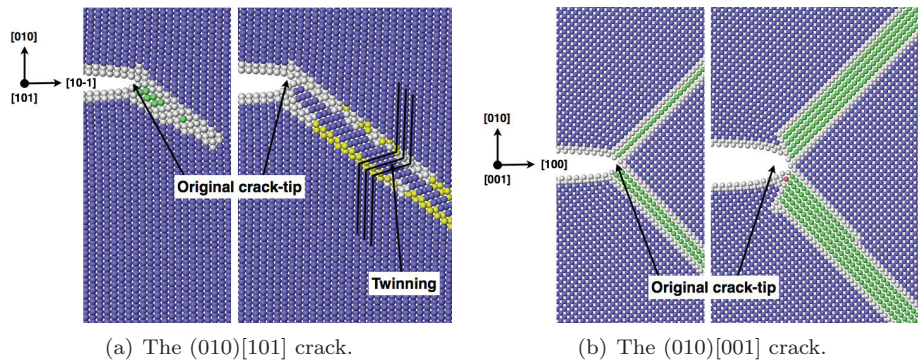 [010]
[10-1]
[101]
Original crack-tip
Twinning
(a) The (010)[101] crack.
[010]
[100]
[001]
Original crack-tip
(b) The (010)[001] crack.